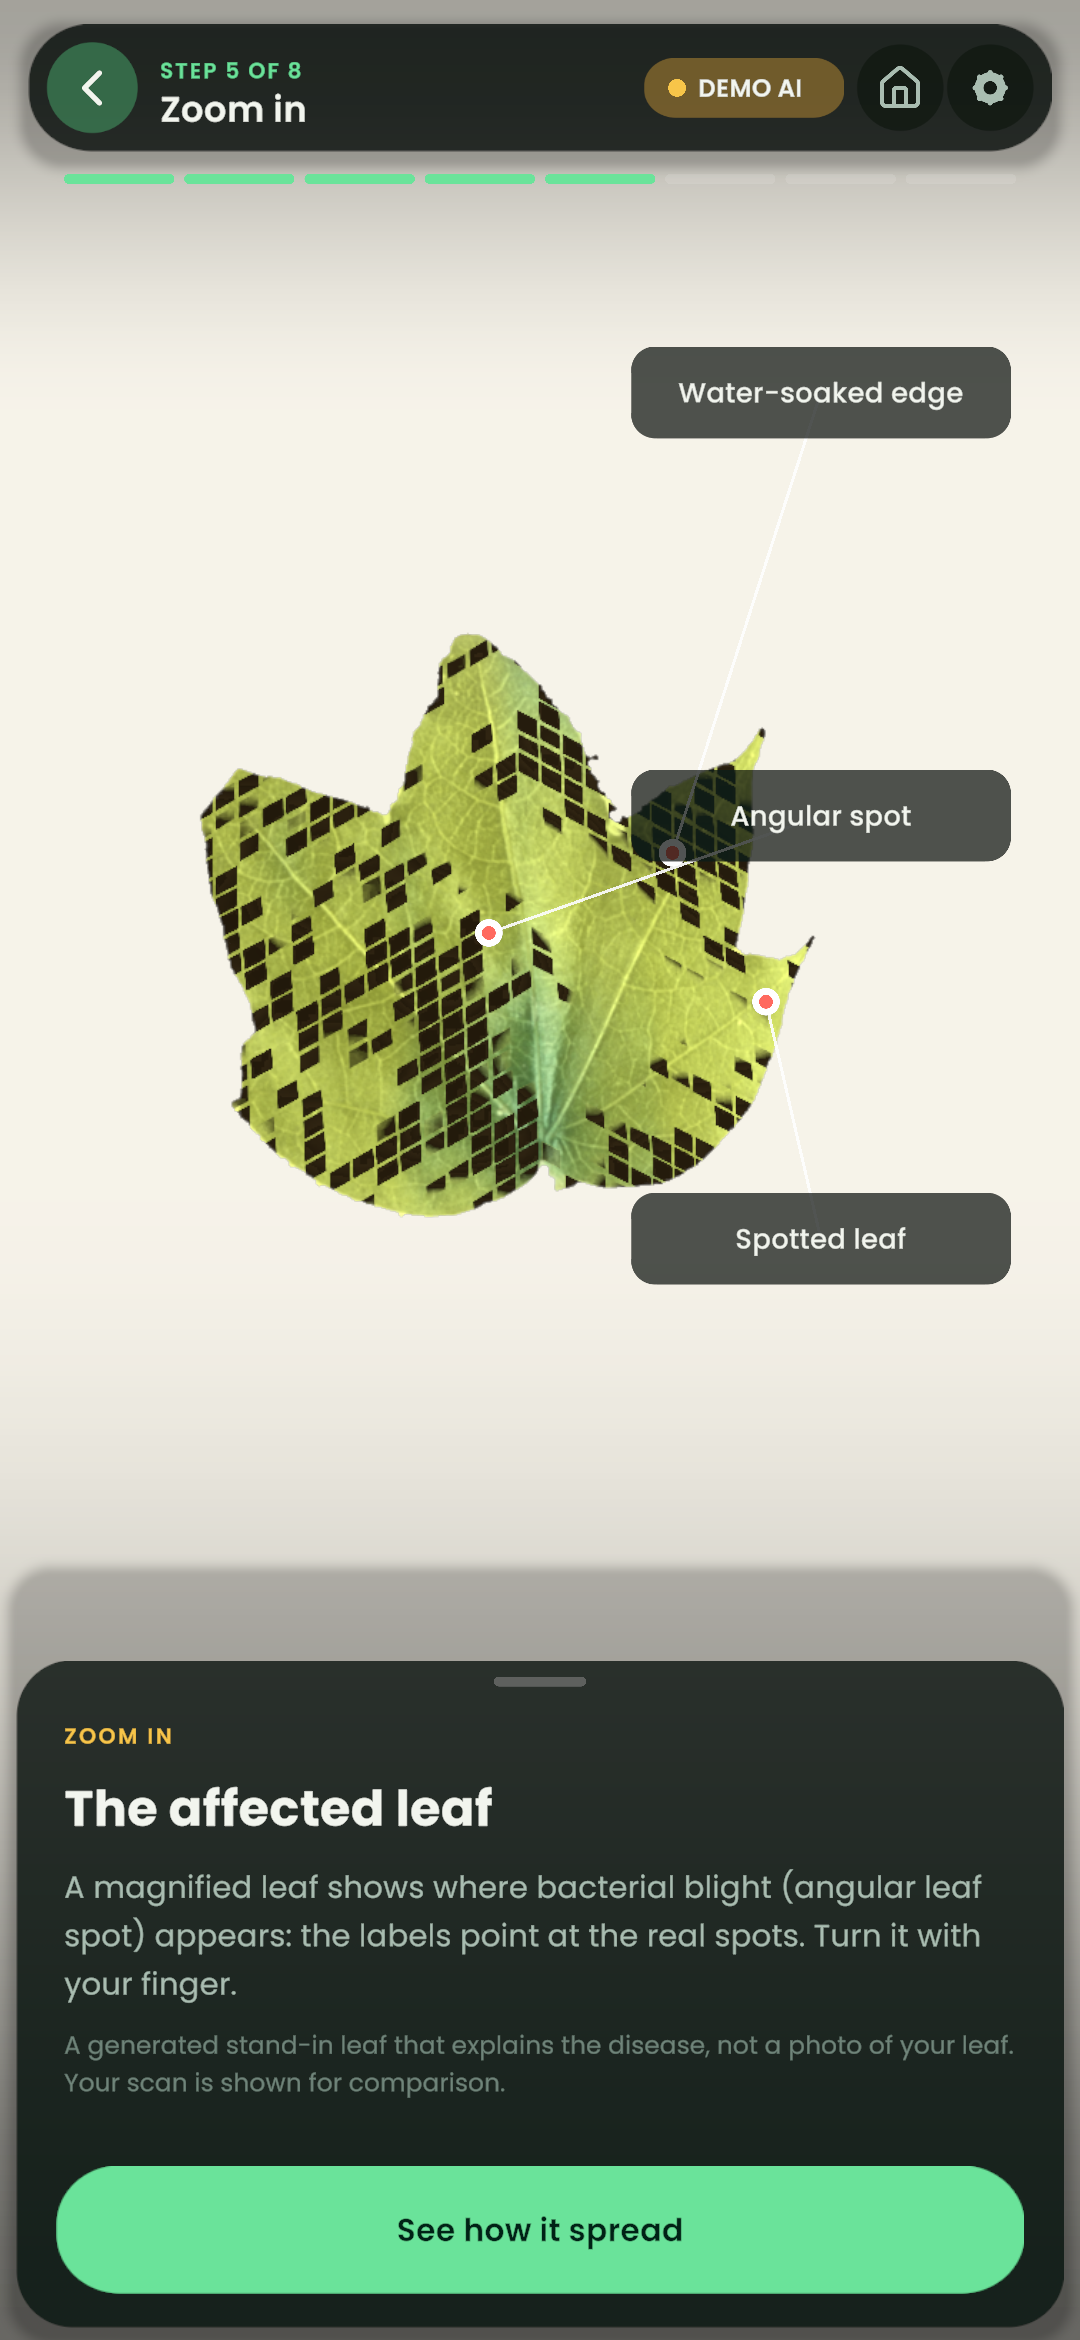 STEP 5 OF 8
Zoom in
DEMO AI
Water-soaked edge
Angular spot
Spotted leaf
ZOOM IN
The affected leaf
A magnified leaf shows where bacterial blight (angular leaf
spot) appears: the labels point at the real spots. Turn it with
your finger.
A generated stand-in leaf that explains the disease, not a photo of your leaf.
Your scan is shown for comparison.
See how it spread